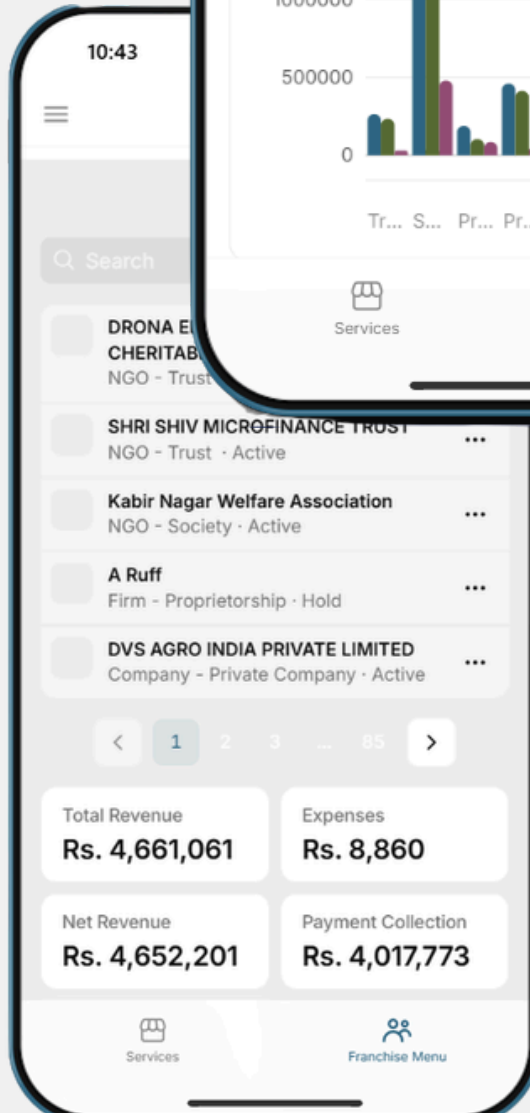 10:43
1000000
500000
0
Tr... S... Pr... Pr...
Services
Search
DRONA
CHERITAB
NGO - Trust
SHRI SHIV MICROFINANCE TRUST
NGO - Trust · Active
Kabir Nagar Welfare Association
NGO - Society · Active
A Ruff
Firm - Proprietorship · Hold
DVS AGRO INDIA PRIVATE LIMITED
Company - Private Company · Active
1 2 3 ... 85
Total Revenue
Rs. 4,661,061
Expenses
Rs. 8,860
Net Revenue
Rs. 4,652,201
Payment Collection
Rs. 4,017,773
Services
Franchise Menu